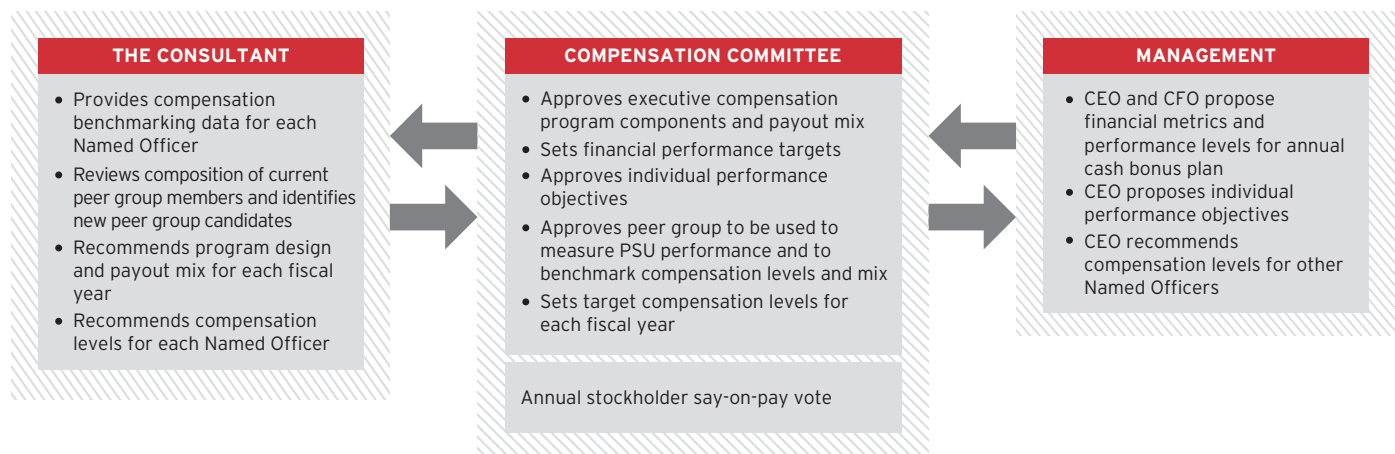 THE CONSULTANT
• Provides compensation
benchmarking data for each
Named Officer
• Reviews composition of current
peer group members and identifies
new peer group candidates
• Recommends program design
and payout mix for each fiscal
year
• Recommends compensation
levels for each Named Officer
COMPENSATION COMMITTEE
• Approves executive compensation
program components and payout mix
• Sets financial performance targets
• Approves individual performance
objectives
• Approves peer group to be used to
measure PSU performance and to
benchmark compensation levels and mix
• Sets target compensation levels for
each fiscal year
Annual stockholder say-on-pay vote
MANAGEMENT
• CEO and CFO propose
financial metrics and
performance levels for annual
cash bonus plan
• CEO proposes individual
performance objectives
• CEO recommends
compensation levels for other
Named Officers